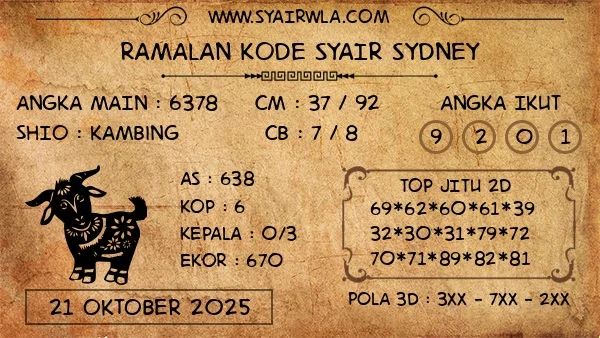 WWW.SYAIRWLA.COM
RAMALAN KODE SYAIR SYDNEY
ANGKA MAIN : 6378
CM : 37 / 92
ANGKA IKUT
SHIO : KAMBING
CB : 7 / 8
9 2 0 1
AS : 638
KOP : 6
KEPALA : 0/3
EKOR : 670
TOP JITU 2D
69*62*60*61*39
32*30*31*79*72
70*71*89*82*81
21 OKTOBER 2025
POLA 3D : 3XX - 7XX - 2XX